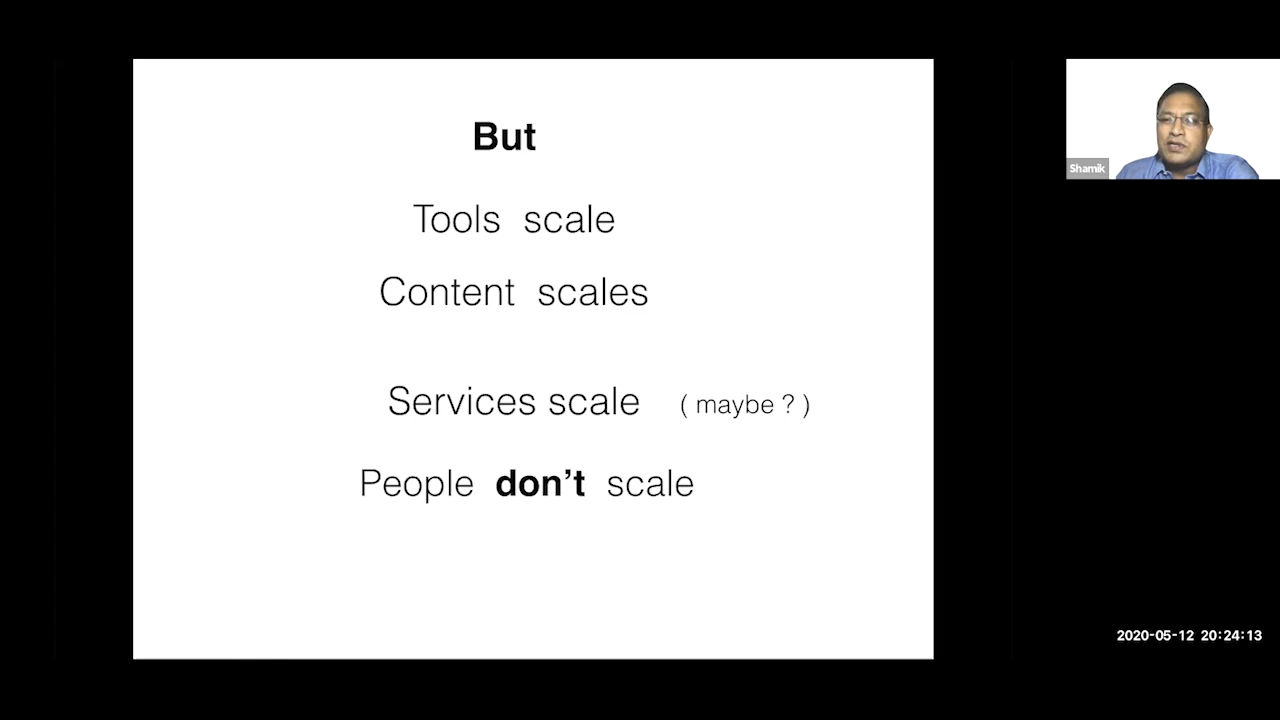 But
Tools scale
Content scales
Services scale ( maybe ? )
People don't scale
Shamik
2020-05-12 20:24:13